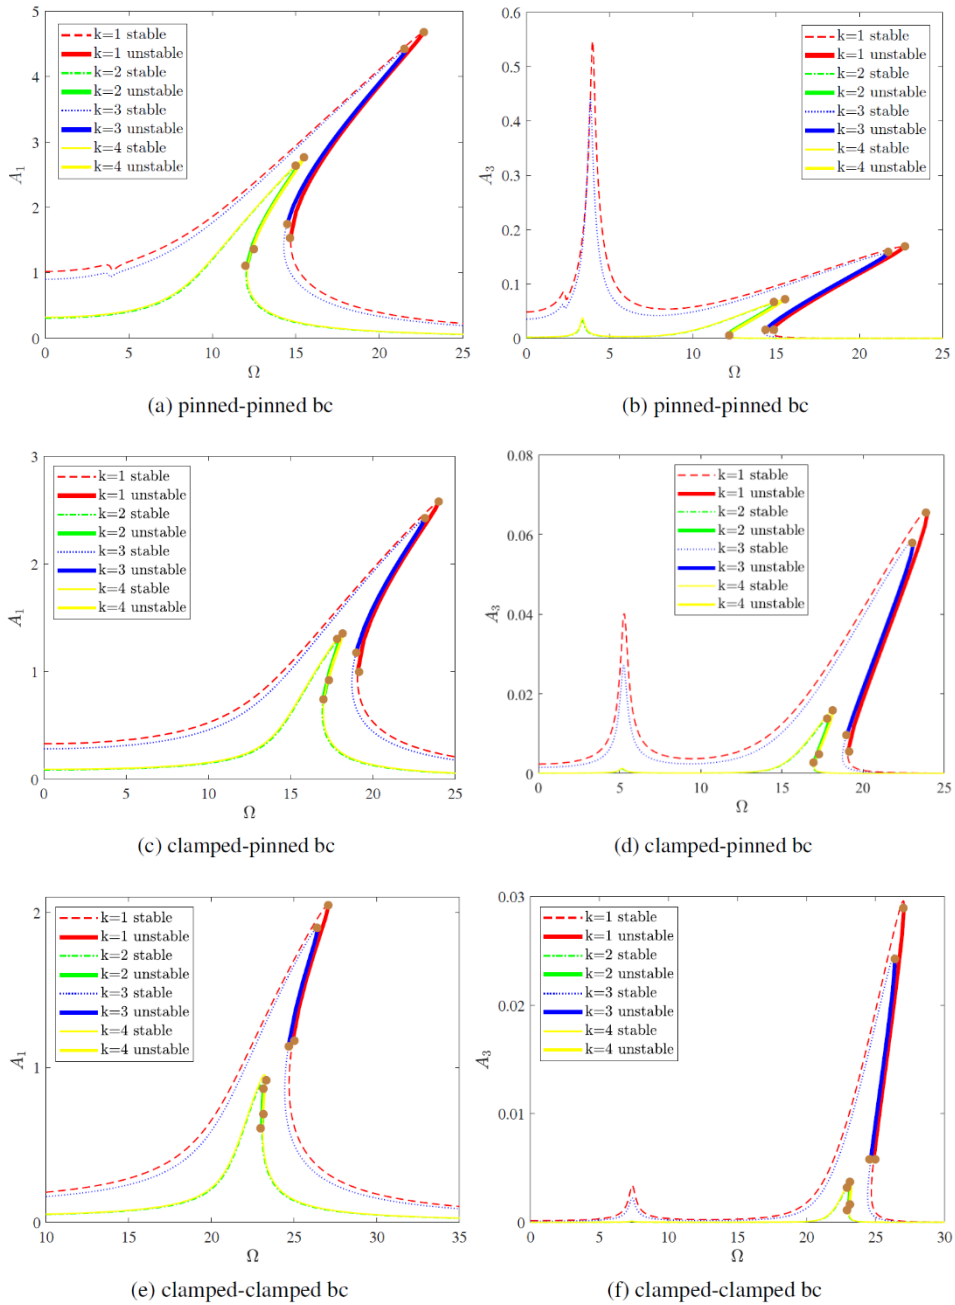 5
4
3
2
1
0
0
5
10
15
20
25
A1
Ω
k=1 stable
k=1 unstable
k=2 stable
k=2 unstable
k=3 stable
k=3 unstable
k=4 stable
k=4 unstable
(a) pinned-pinned bc
0.6
0.5
0.4
0.3
0.2
0.1
0
0
5
10
15
20
25
A3
Ω
k=1 stable
k=1 unstable
k=2 stable
k=2 unstable
k=3 stable
k=3 unstable
k=4 stable
k=4 unstable
(b) pinned-pinned bc
3
2
1
0
0
5
10
15
20
25
A1
Ω
k=1 stable
k=1 unstable
k=2 stable
k=2 unstable
k=3 stable
k=3 unstable
k=4 stable
k=4 unstable
(c) clamped-pinned bc
0.08
0.06
0.04
0.02
0
0
5
10
15
20
25
A3
Ω
k=1 stable
k=1 unstable
k=2 stable
k=2 unstable
k=3 stable
k=3 unstable
k=4 stable
k=4 unstable
(d) clamped-pinned bc
2
1
0
10
15
20
25
30
35
A1
Ω
k=1 stable
k=1 unstable
k=2 stable
k=2 unstable
k=3 stable
k=3 unstable
k=4 stable
k=4 unstable
(e) clamped-clamped bc
0.03
0.02
0.01
0
0
5
10
15
20
25
30
A3
Ω
k=1 stable
k=1 unstable
k=2 stable
k=2 unstable
k=3 stable
k=3 unstable
k=4 stable
k=4 unstable
(f) clamped-clamped bc